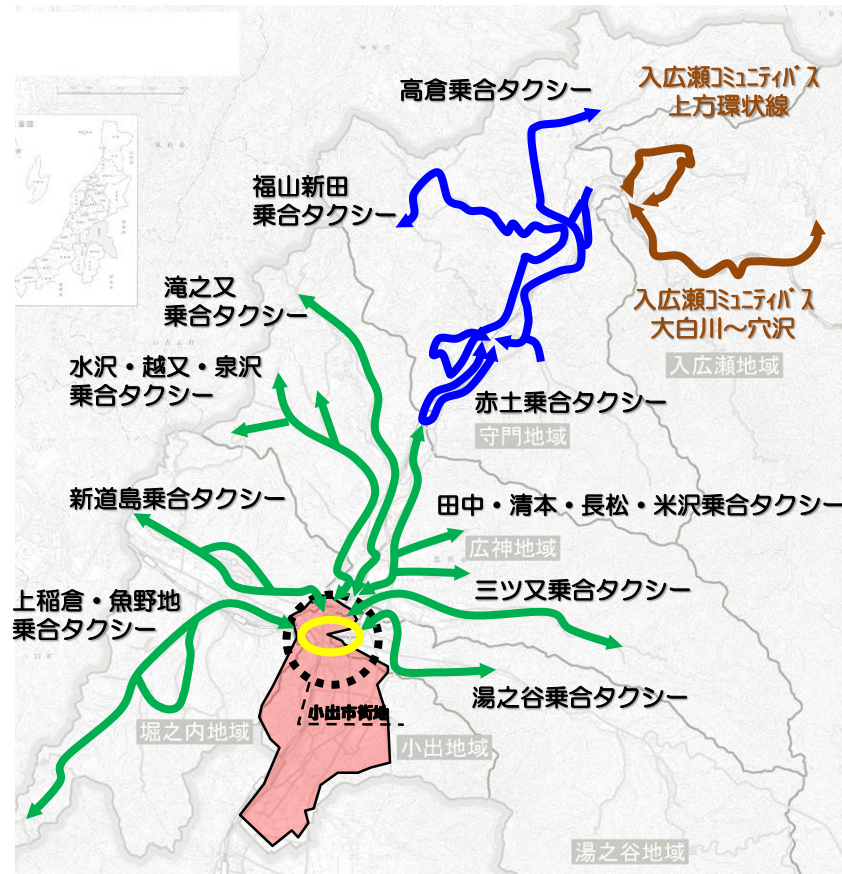 高倉乗合タクシー
入広瀬ｺﾐｭﾆﾃｨﾊﾞｽ
上方環状線
福山新田
乗合タクシー
入広瀬ｺﾐｭﾆﾃｨﾊﾞｽ
大白川～穴沢
滝之又
乗合タクシー
入広瀬地域
水沢・越又・泉沢
乗合タクシー
赤土乗合タクシー
守門地域
新道島乗合タクシー
田中・清本・長松・米沢乗合タクシー
広神地域
上稲倉・魚野地
乗合タクシー
三ツ又乗合タクシー
湯之谷乗合タクシー
小出市街地
堀之内地域
小出地域
湯之谷地域